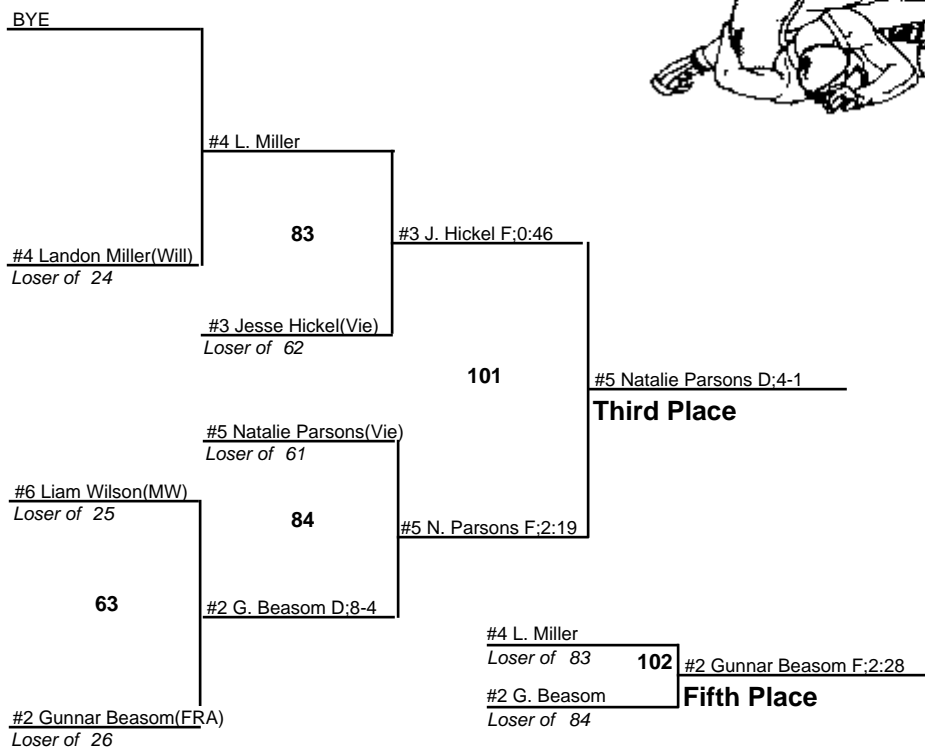 BYE
#4 L. Miller
83
#3 J. Hickel F;0:46
#4 Landon Miller(Will)
Loser of 24
#3 Jesse Hickel(Vie)
Loser of 62
101
#5 Natalie Parsons D;4-1
Third Place
#5 Natalie Parsons(Vie)
Loser of 61
#6 Liam Wilson(MW)
Loser of 25
84
#5 N. Parsons F;2:19
63
#2 G. Beasom D;8-4
#4 L. Miller
Loser of 83
102
#2 Gunnar Beasom F;2:28
Fifth Place
#2 G. Beasom
Loser of 84
#2 Gunnar Beasom(FRA)
Loser of 26